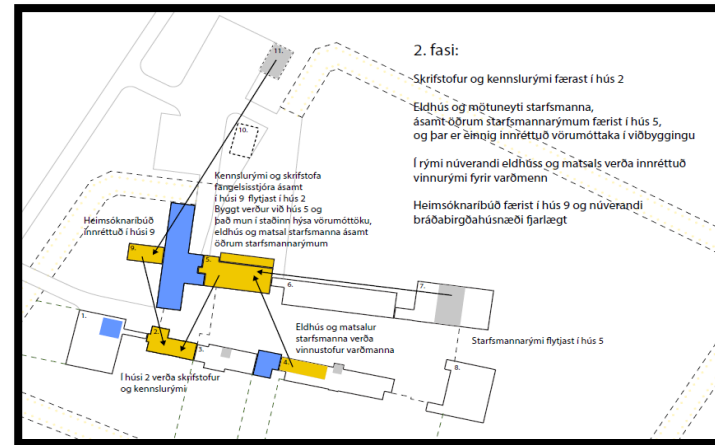 2. fasi:
Skrifstofur og kennslurými færast í hús 2
Eldhús og mötuneyti starfsmanna,
ásamt öðrum starfsmannarýmum færist í hús 5,
og þar er einnig innréttuð vörumóttaka í viðbyggingu
Í rými núverandi eldhúss og matsals verða innréttuð
vinnurými fyrir varðmenn
Heimsóknaríbúð færist í hús 9 og núverandi
bráðabirgðahúsnæði fjarlægt
11.
10.
Kennslurými og skrifstofa
fangelsisstjóra ásamt
í húsi 9 flytjast í hús 2
Byggt verður við hús 5 og
það mun í staðinn hýsa vörumóttöku,
eldhús og matsal starfsmanna ásamt
öðrum starfsmannarýmum
Heimsóknaríbúð
innréttuð í húsi 9
9.
5.
6.
7.
Starfsmannarými flytjast í hús 5
1.
2.
3.
4.
8.
Eldhús og matsalur
starfsmanna verða
vinnustofur varðmanna
Í húsi 2 verða skrifstofur
og kennslurými